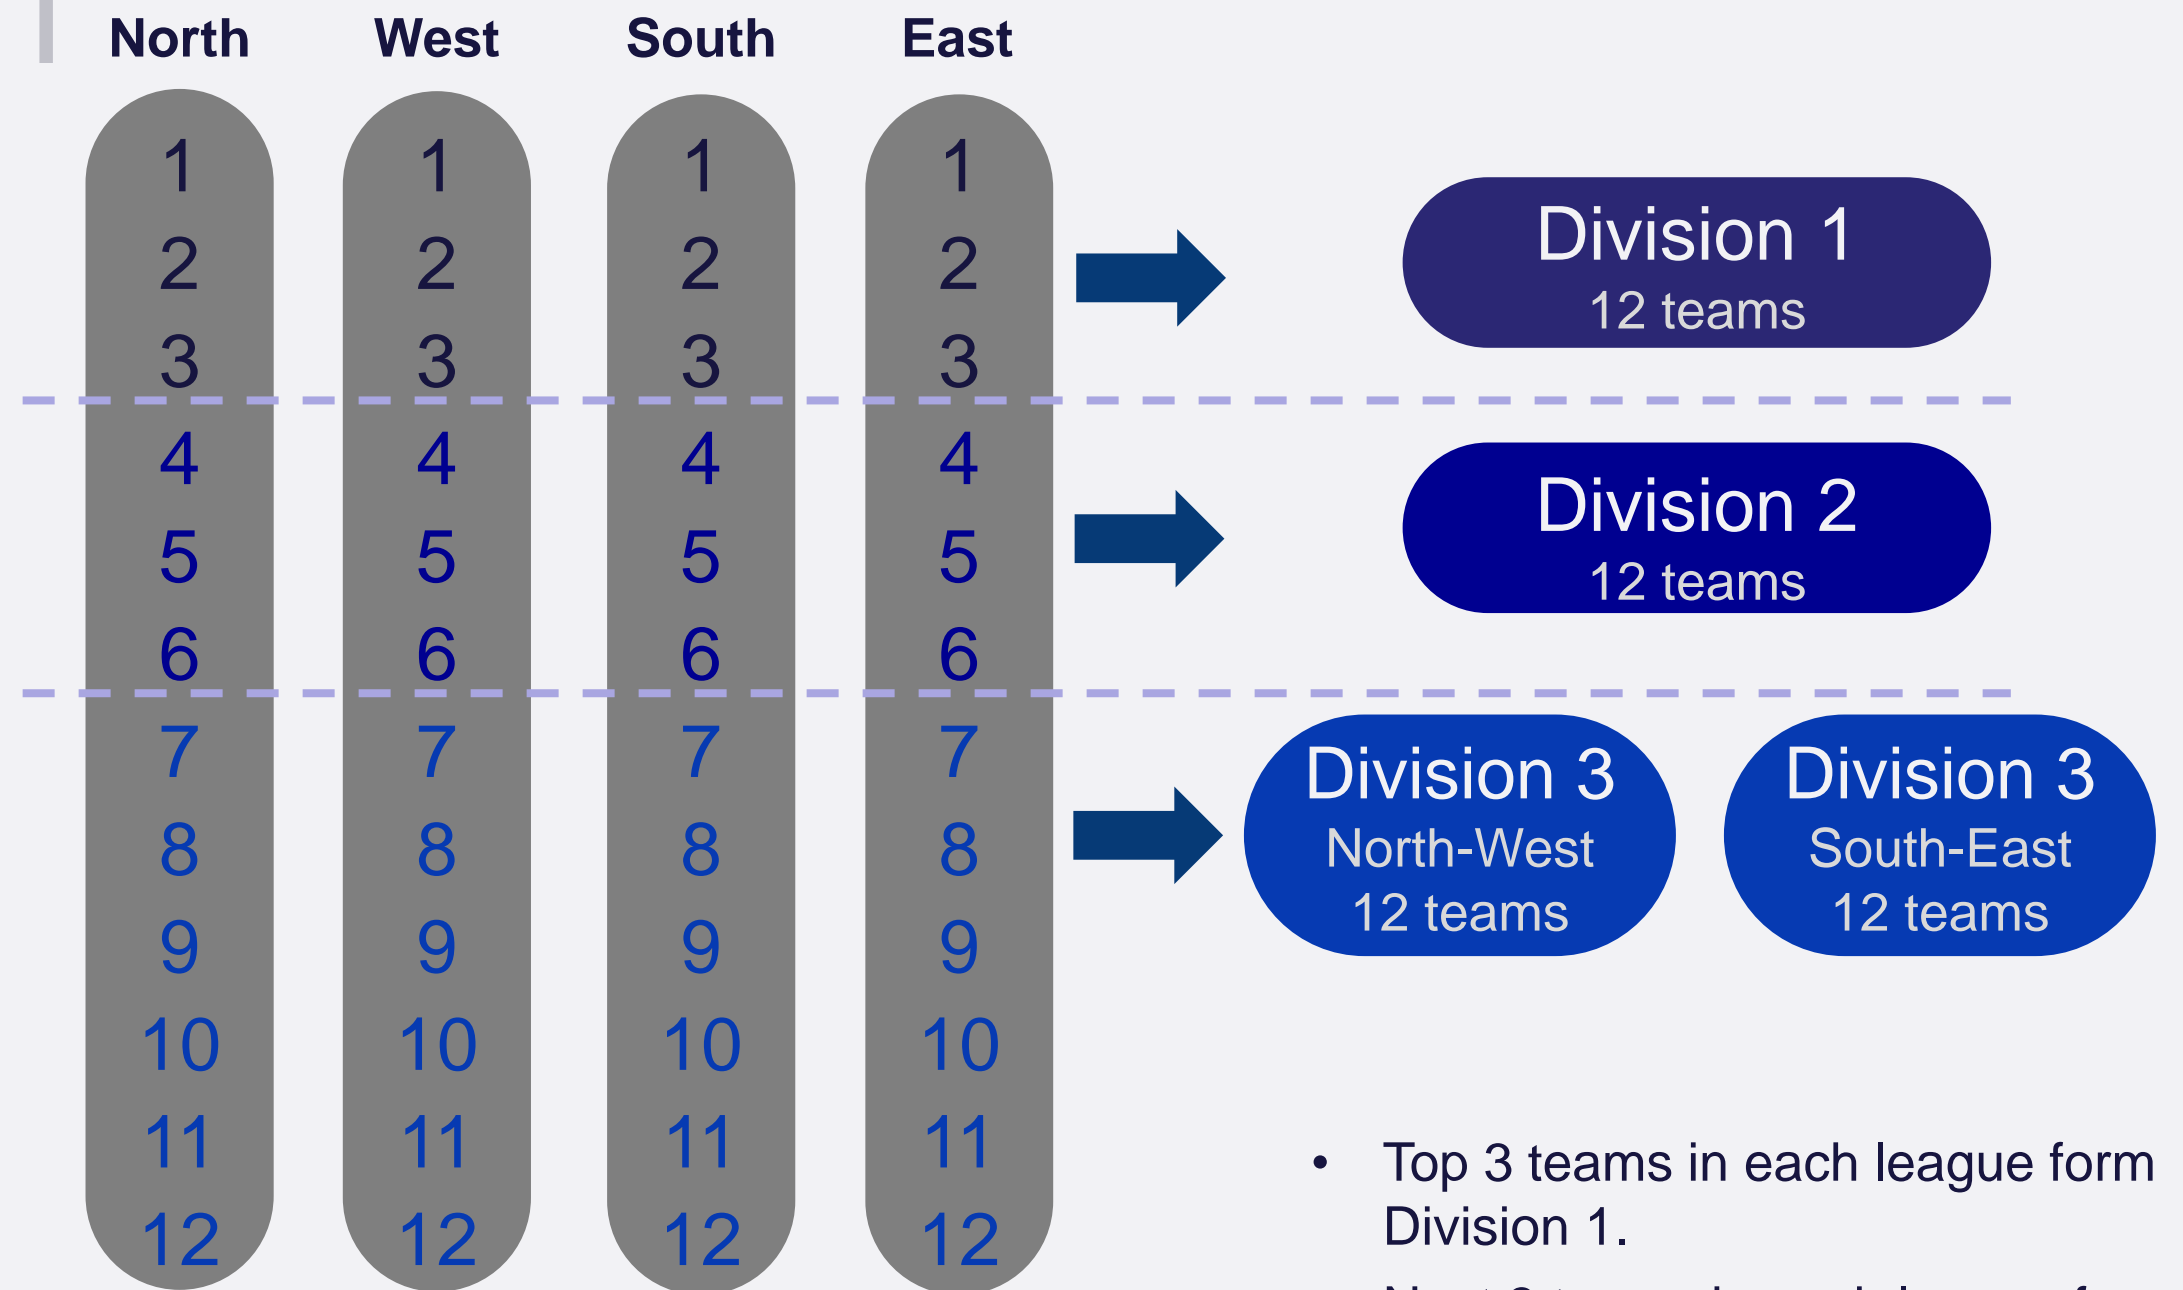 North West South East
1 1 1 1
2 2 2 2
3 3 3 3
4 4 4 4
5 5 5 5
6 6 6 6
7 7 7 7
8 8 8 8
9 9 9 9
10 10 10 10
11 11 11 11
12 12 12 12
Division 1
12 teams
Division 2
12 teams
Division 3
North-West
12 teams
Division 3
South-East
12 teams
• Top 3 teams in each league form
Division 1.